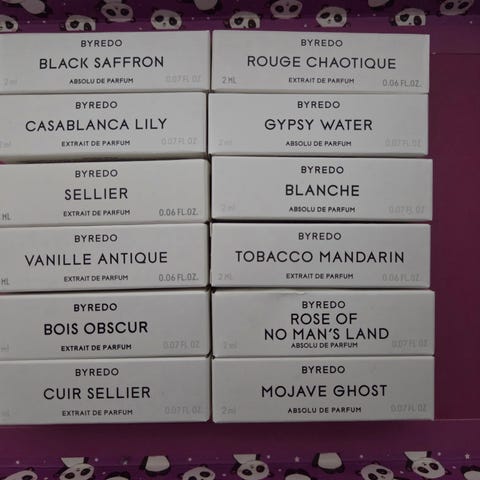 BYREDO
BLACK SAFFRON
ABSOLU DE PARFUM
2ml 0.07 FL OZ
BYREDO
ROUGE CHAOTIQUE
EXTRAIT DE PARFUM
2 ML 0.06 FL.OZ.
BYREDO
CASABLANCA LILY
EXTRAIT DE PARFUM
ml 0.07 FL.OZ
BYREDO
GYPSY WATER
ABSOLU DE PARFUM
2ml 0.07 FL.OZ
BYREDO
SELLIER
EXTRAIT DE PARFUM
ML 0.06 FL.OZ.
BYREDO
BLANCHE
ABSOLU DE PARFUM
2ml 0.07 FL.OZ
BYREDO
VANILLE ANTIQUE
EXTRAIT DE PARFUM
ML 0.06 FL.OZ.
BYREDO
TOBACCO MANDARIN
EXTRAIT DE PARFUM
2 ML 0.06 FL.OZ.
BYREDO
BOIS OBSCUR
EXTRAIT DE PARFUM
ml 0.07 FL.OZ
BYREDO
ROSE OF
NO MAN'S LAND
ABSOLU DE PARFUM
2ml 0.07 FL.OZ
BYREDO
CUIR SELLIER
EXTRAIT DE PARFUM
ml 0.07 FL.OZ
BYREDO
MOJAVE GHOST
ABSOLU DE PARFUM
2ml 0.07 FL.OZ